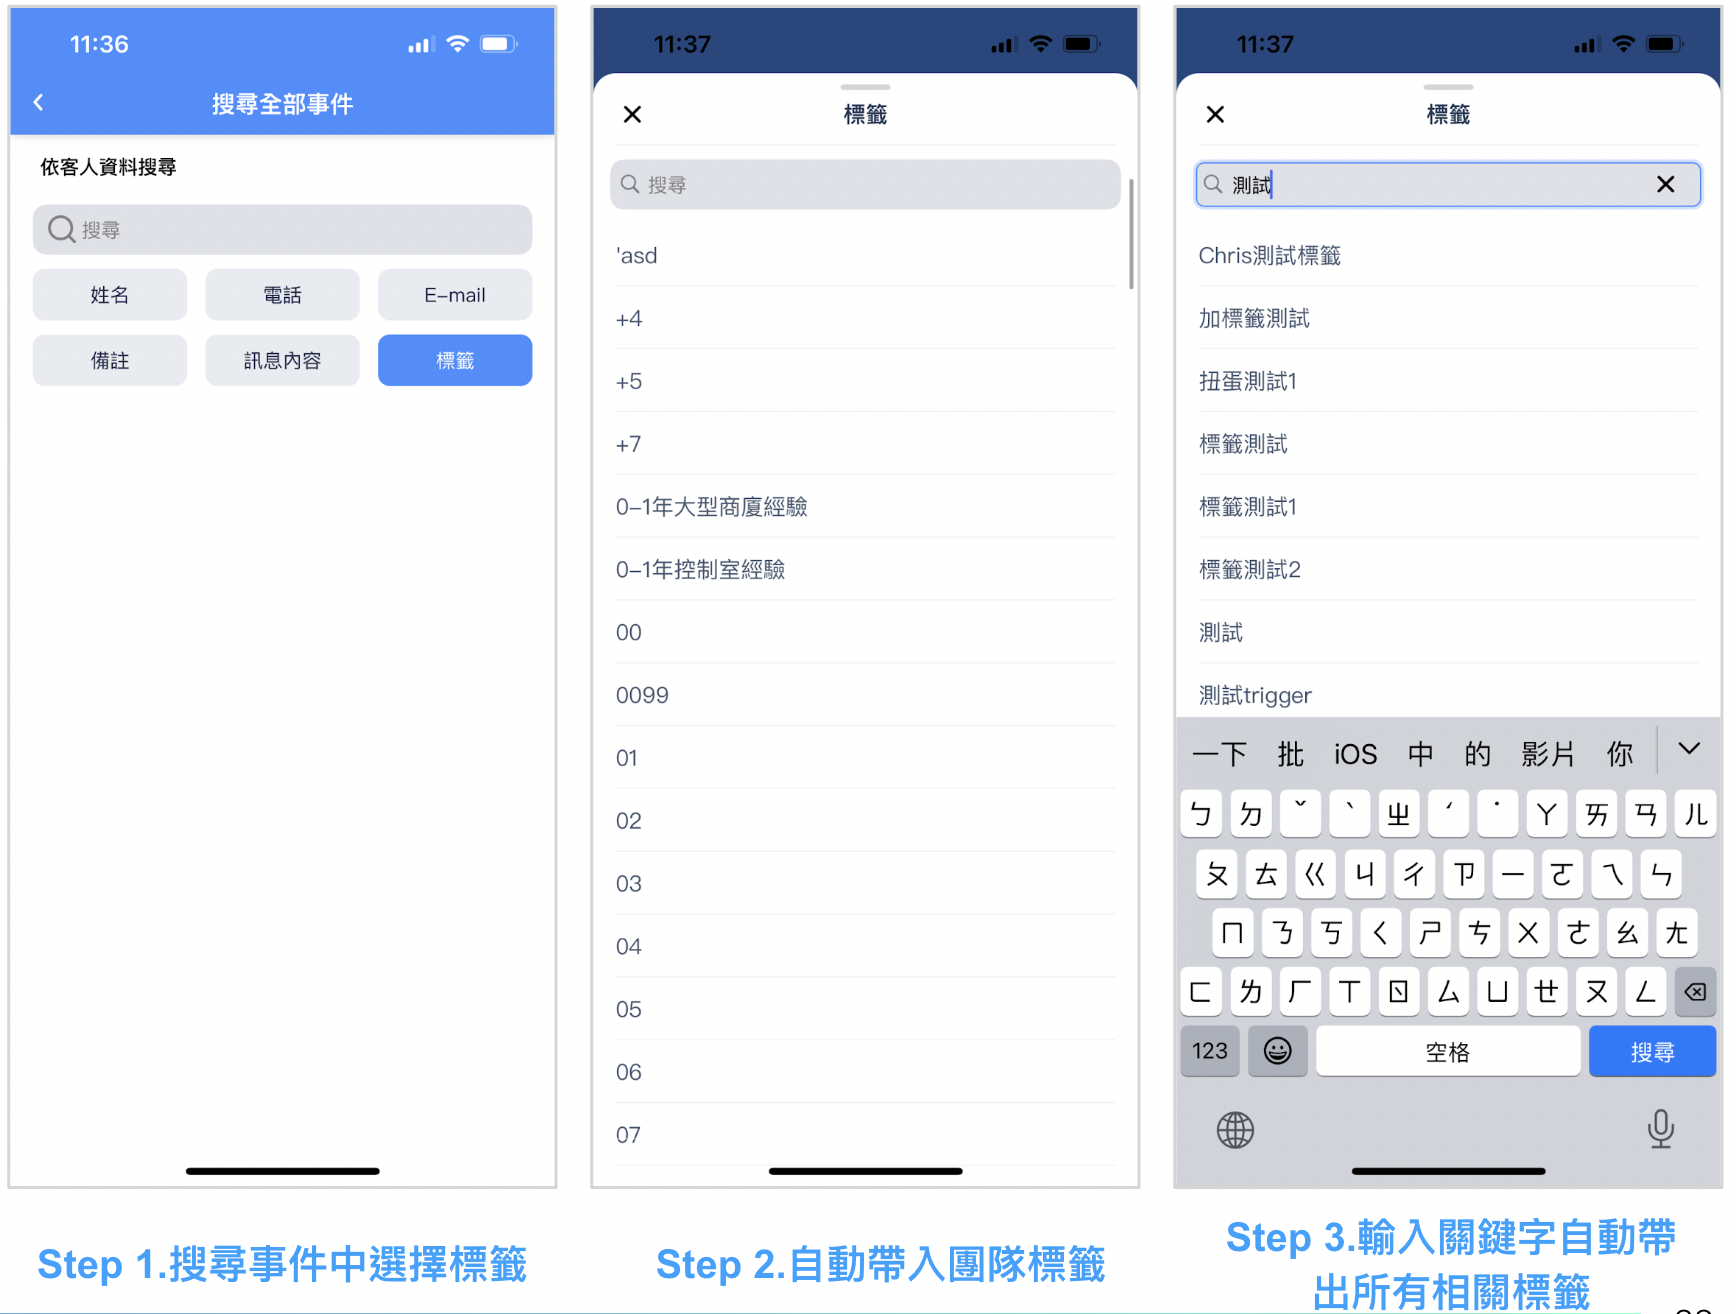 11:36
搜尋全部事件
依客人資料搜尋
搜尋
姓名 電話 E-mail
備註 訊息內容 標籤
Step 1.搜尋事件中選擇標籤
11:37
標籤
搜尋
'asd
+4
+5
+7
0-1年大型商廈經驗
0-1年控制室經驗
00
0099
01
02
03
04
05
06
07
Step 2.自動帶入團隊標籤
11:37
標籤
測試
Chris測試標籤
加標籤測試
扭蛋測試1
標籤測試
標籤測試1
標籤測試2
測試
測試trigger
一下 批 iOS 中 的 影片 你
ㄅ ㄉ ˇ ˋ ㄓ ˊ ˙ ㄚ ㄞ ㄢ ㄦ
ㄆ ㄊ ㄍ ㄐ ㄔ ㄗ ㄧ ㄛ ㄟ ㄣ
ㄇ ㄋ ㄎ ㄑ ㄕ ㄘ ㄨ ㄜ ㄠ ㄤ
ㄈ ㄌ ㄏ ㄒ ㄖ ㄙ ㄩ ㄝ ㄡ ㄥ
123 空格 搜尋
Step 3.輸入關鍵字自動帶
出所有相關標籤